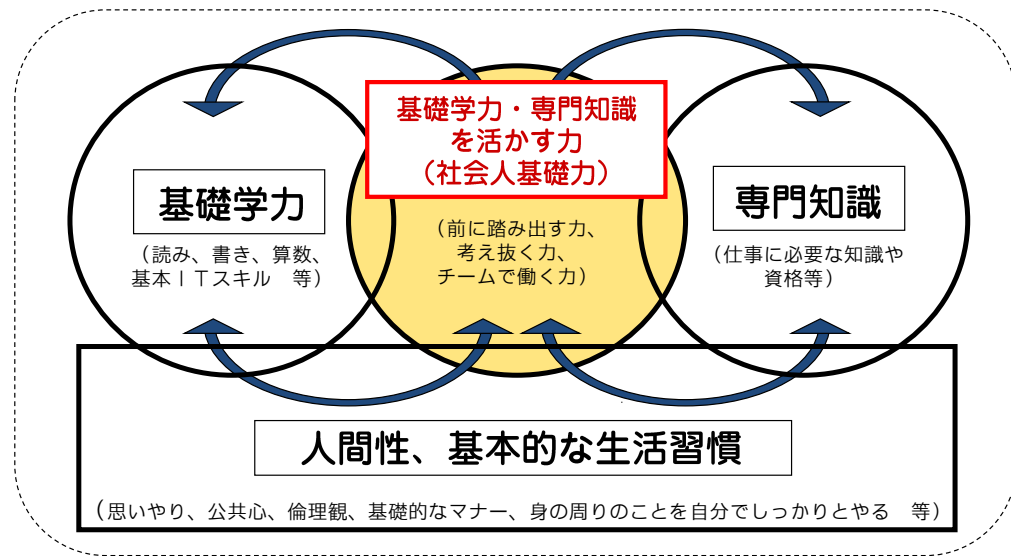 基礎学力・専門知識
を活かす力
（社会人基礎力）
基礎学力
（読み、書き、算数、
基本ＩＴスキル　等）
（前に踏み出す力、
考え抜く力、
チームで働く力）
専門知識
（仕事に必要な知識や
資格等）
人間性、基本的な生活習慣
（思いやり、公共心、倫理観、基礎的なマナー、身の周りのことを自分でしっかりとやる　等）